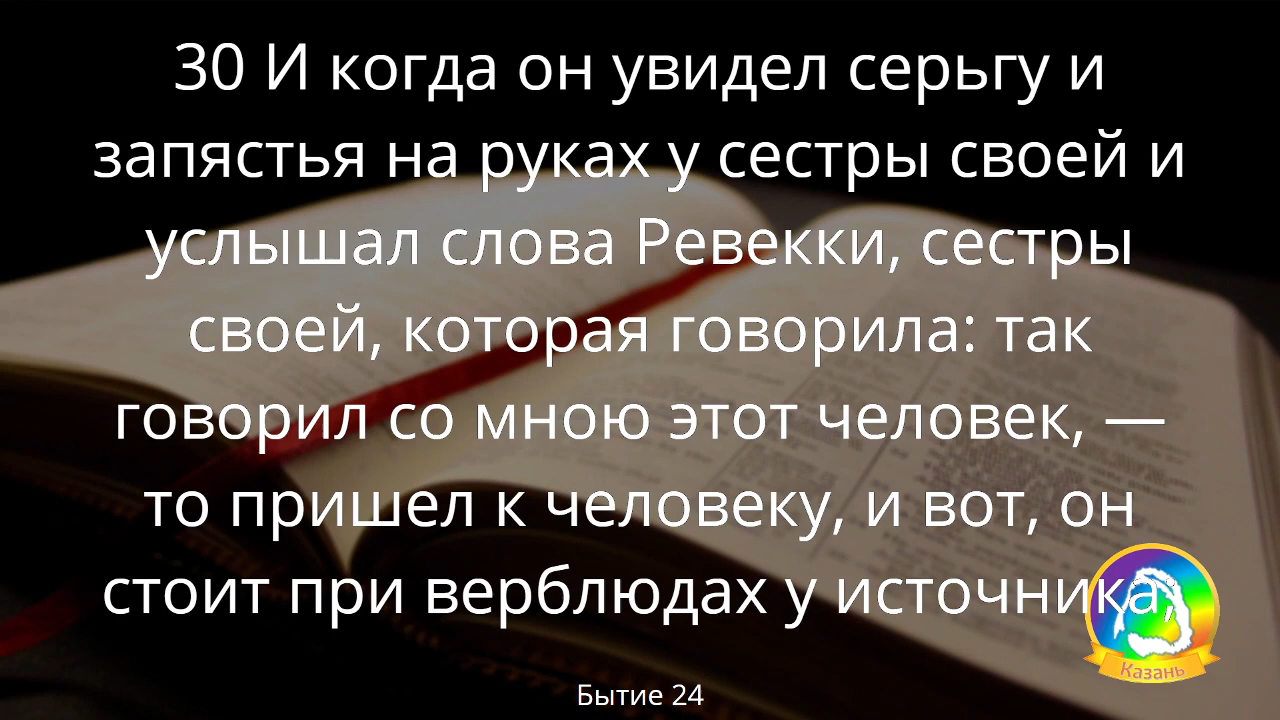 30 И когда он увидел серьгу и
запястья на руках у сестры своей и
услышал слова Ревекки, сестры
своей, которая говорила: так
говорил со мною этот человек, —
то пришел к человеку, и вот, он
стоит при верблюдах у источника;
Казань
Бытие 24